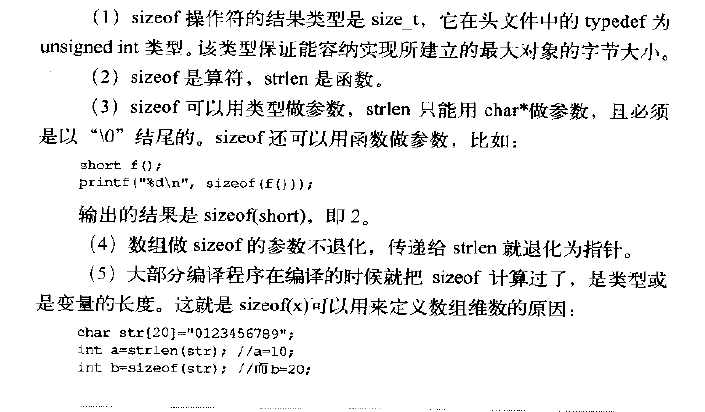 （1）sizeof 操作符的结果类型是 size_t，它在头文件中的 typedef 为
unsigned int 类型。该类型保证能容纳实现所建立的最大对象的字节大小。
（2）sizeof 是算符，strlen 是函数。
（3）sizeof 可以用类型做参数，strlen 只能用 char*做参数，且必须
是以“\0”结尾的。sizeof 还可以用函数做参数，比如：
short f();
printf("%d\n", sizeof(f()));
输出的结果是 sizeof(short)，即 2。
（4）数组做 sizeof 的参数不退化，传递给 strlen 就退化为指针。
（5）大部分编译程序在编译的时候就把 sizeof 计算过了，是类型或
是变量的长度。这就是 sizeof(x)可以用来定义数组维数的原因：
char str[20]="0123456789";
int a=strlen(str); //a=10;
int b=sizeof(str); //而b=20;